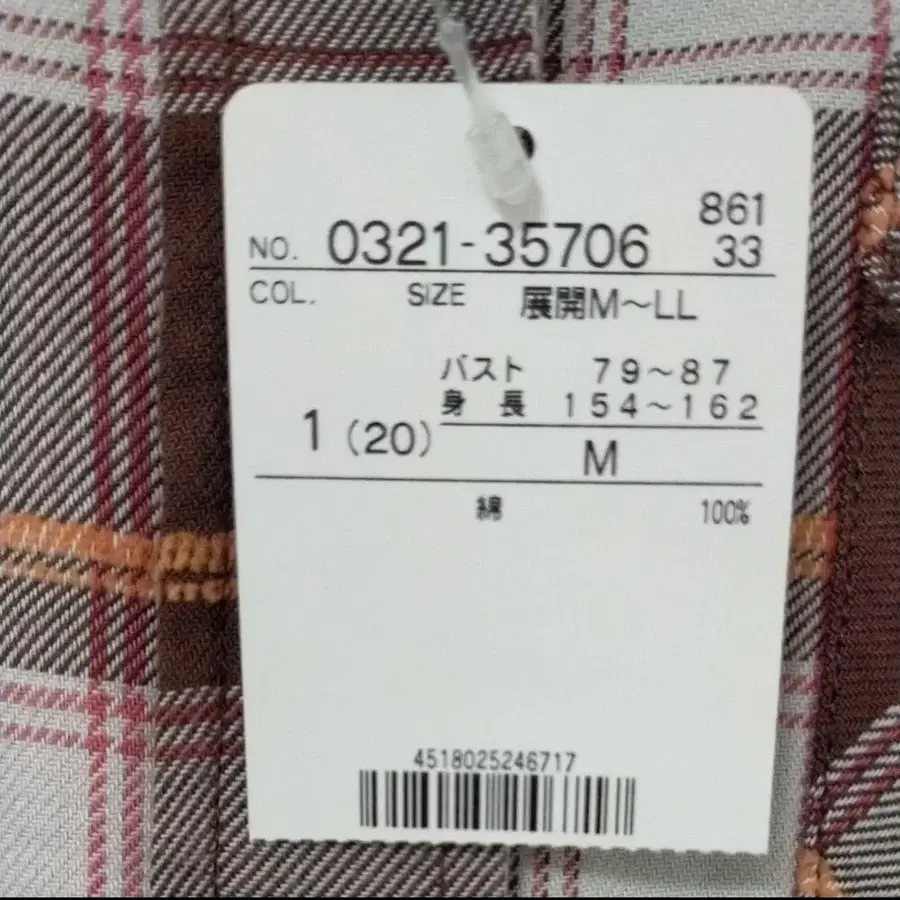 861
NO. 0321-35706 33
COL. SIZE 展開M～LL
バスト 79～87
身 長 154～162
1 (20)
M
綿 100%
4518025246717